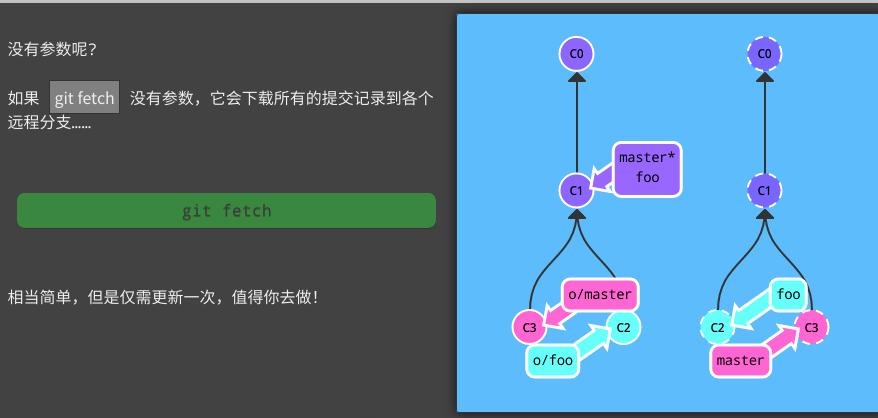 没有参数呢？
如果 git fetch 没有参数，它会下载所有的提交记录到各个
远程分支……
git fetch
相当简单，但是仅需更新一次，值得你去做！
C0
C0
master*
foo
C1
C1
o/master
foo
C3
C2
C2
C3
o/foo
master